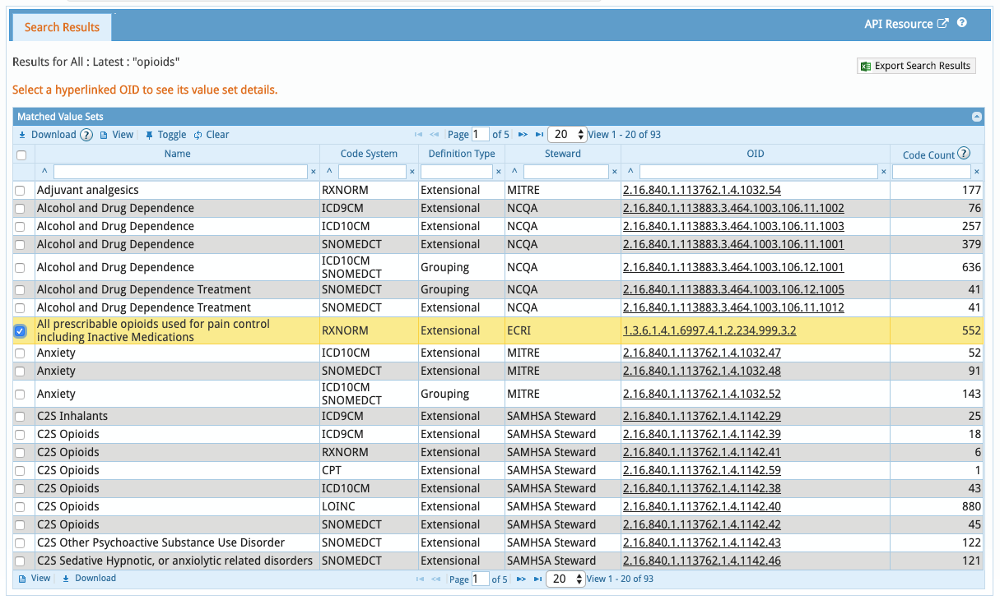 Search Results
API Resource ?
Results for All : Latest : "opioids"
Export Search Results
Select a hyperlinked OID to see its value set details.
Matched Value Sets
Download ? View Toggle Clear Page 1 of 5 20 View 1 - 20 of 93
Name Code System Definition Type Steward OID Code Count ?
^ × ^ × × ^ × ^ × ×
Adjuvant analgesics RXNORM Extensional MITRE 2.16.840.1.113762.1.4.1032.54 177
Alcohol and Drug Dependence ICD9CM Extensional NCQA 2.16.840.1.113883.3.464.1003.106.11.1002 76
Alcohol and Drug Dependence ICD10CM Extensional NCQA 2.16.840.1.113883.3.464.1003.106.11.1003 257
Alcohol and Drug Dependence SNOMEDCT Extensional NCQA 2.16.840.1.113883.3.464.1003.106.11.1001 379
ICD10CM
Alcohol and Drug Dependence Grouping NCQA 2.16.840.1.113883.3.464.1003.106.12.1001 636
SNOMEDCT
Alcohol and Drug Dependence Treatment SNOMEDCT Grouping NCQA 2.16.840.1.113883.3.464.1003.106.12.1005 41
Alcohol and Drug Dependence Treatment SNOMEDCT Extensional NCQA 2.16.840.1.113883.3.464.1003.106.11.1012 41
All prescribable opioids used for pain control
including Inactive Medications RXNORM Extensional ECRI 1.3.6.1.4.1.6997.4.1.2.234.999.3.2 552
Anxiety ICD10CM Extensional MITRE 2.16.840.1.113762.1.4.1032.47 52
Anxiety SNOMEDCT Extensional MITRE 2.16.840.1.113762.1.4.1032.48 91
ICD10CM
Anxiety Grouping MITRE 2.16.840.1.113762.1.4.1032.52 143
SNOMEDCT
C2S Inhalants ICD9CM Extensional SAMHSA Steward 2.16.840.1.113762.1.4.1142.29 25
C2S Opioids ICD9CM Extensional SAMHSA Steward 2.16.840.1.113762.1.4.1142.39 18
C2S Opioids RXNORM Extensional SAMHSA Steward 2.16.840.1.113762.1.4.1142.41 6
C2S Opioids CPT Extensional SAMHSA Steward 2.16.840.1.113762.1.4.1142.59 1
C2S Opioids ICD10CM Extensional SAMHSA Steward 2.16.840.1.113762.1.4.1142.38 43
C2S Opioids LOINC Extensional SAMHSA Steward 2.16.840.1.113762.1.4.1142.40 880
C2S Opioids SNOMEDCT Extensional SAMHSA Steward 2.16.840.1.113762.1.4.1142.42 45
C2S Other Psychoactive Substance Use Disorder SNOMEDCT Extensional SAMHSA Steward 2.16.840.1.113762.1.4.1142.43 122
C2S Sedative Hypnotic, or anxiolytic related disorders SNOMEDCT Extensional SAMHSA Steward 2.16.840.1.113762.1.4.1142.46 121
View Download Page 1 of 5 20 View 1 - 20 of 93